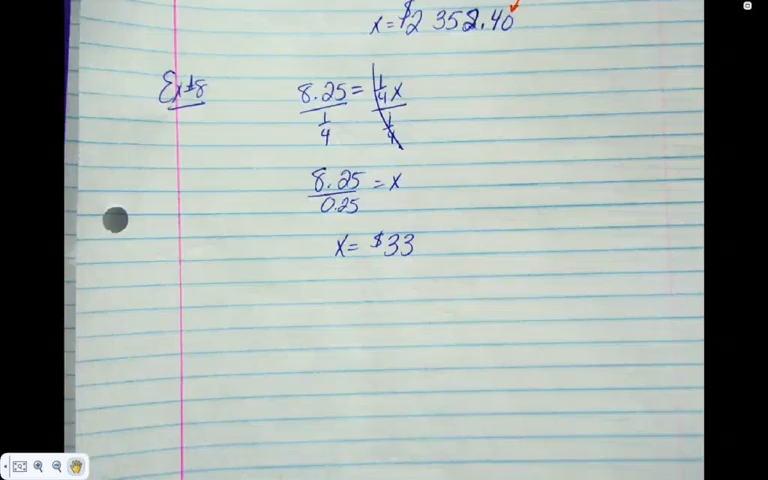 x = $2 352.40
Ex 18
8.25 = 1/4 x
1/4 1/4
8.25 = x
0.25
x = $33